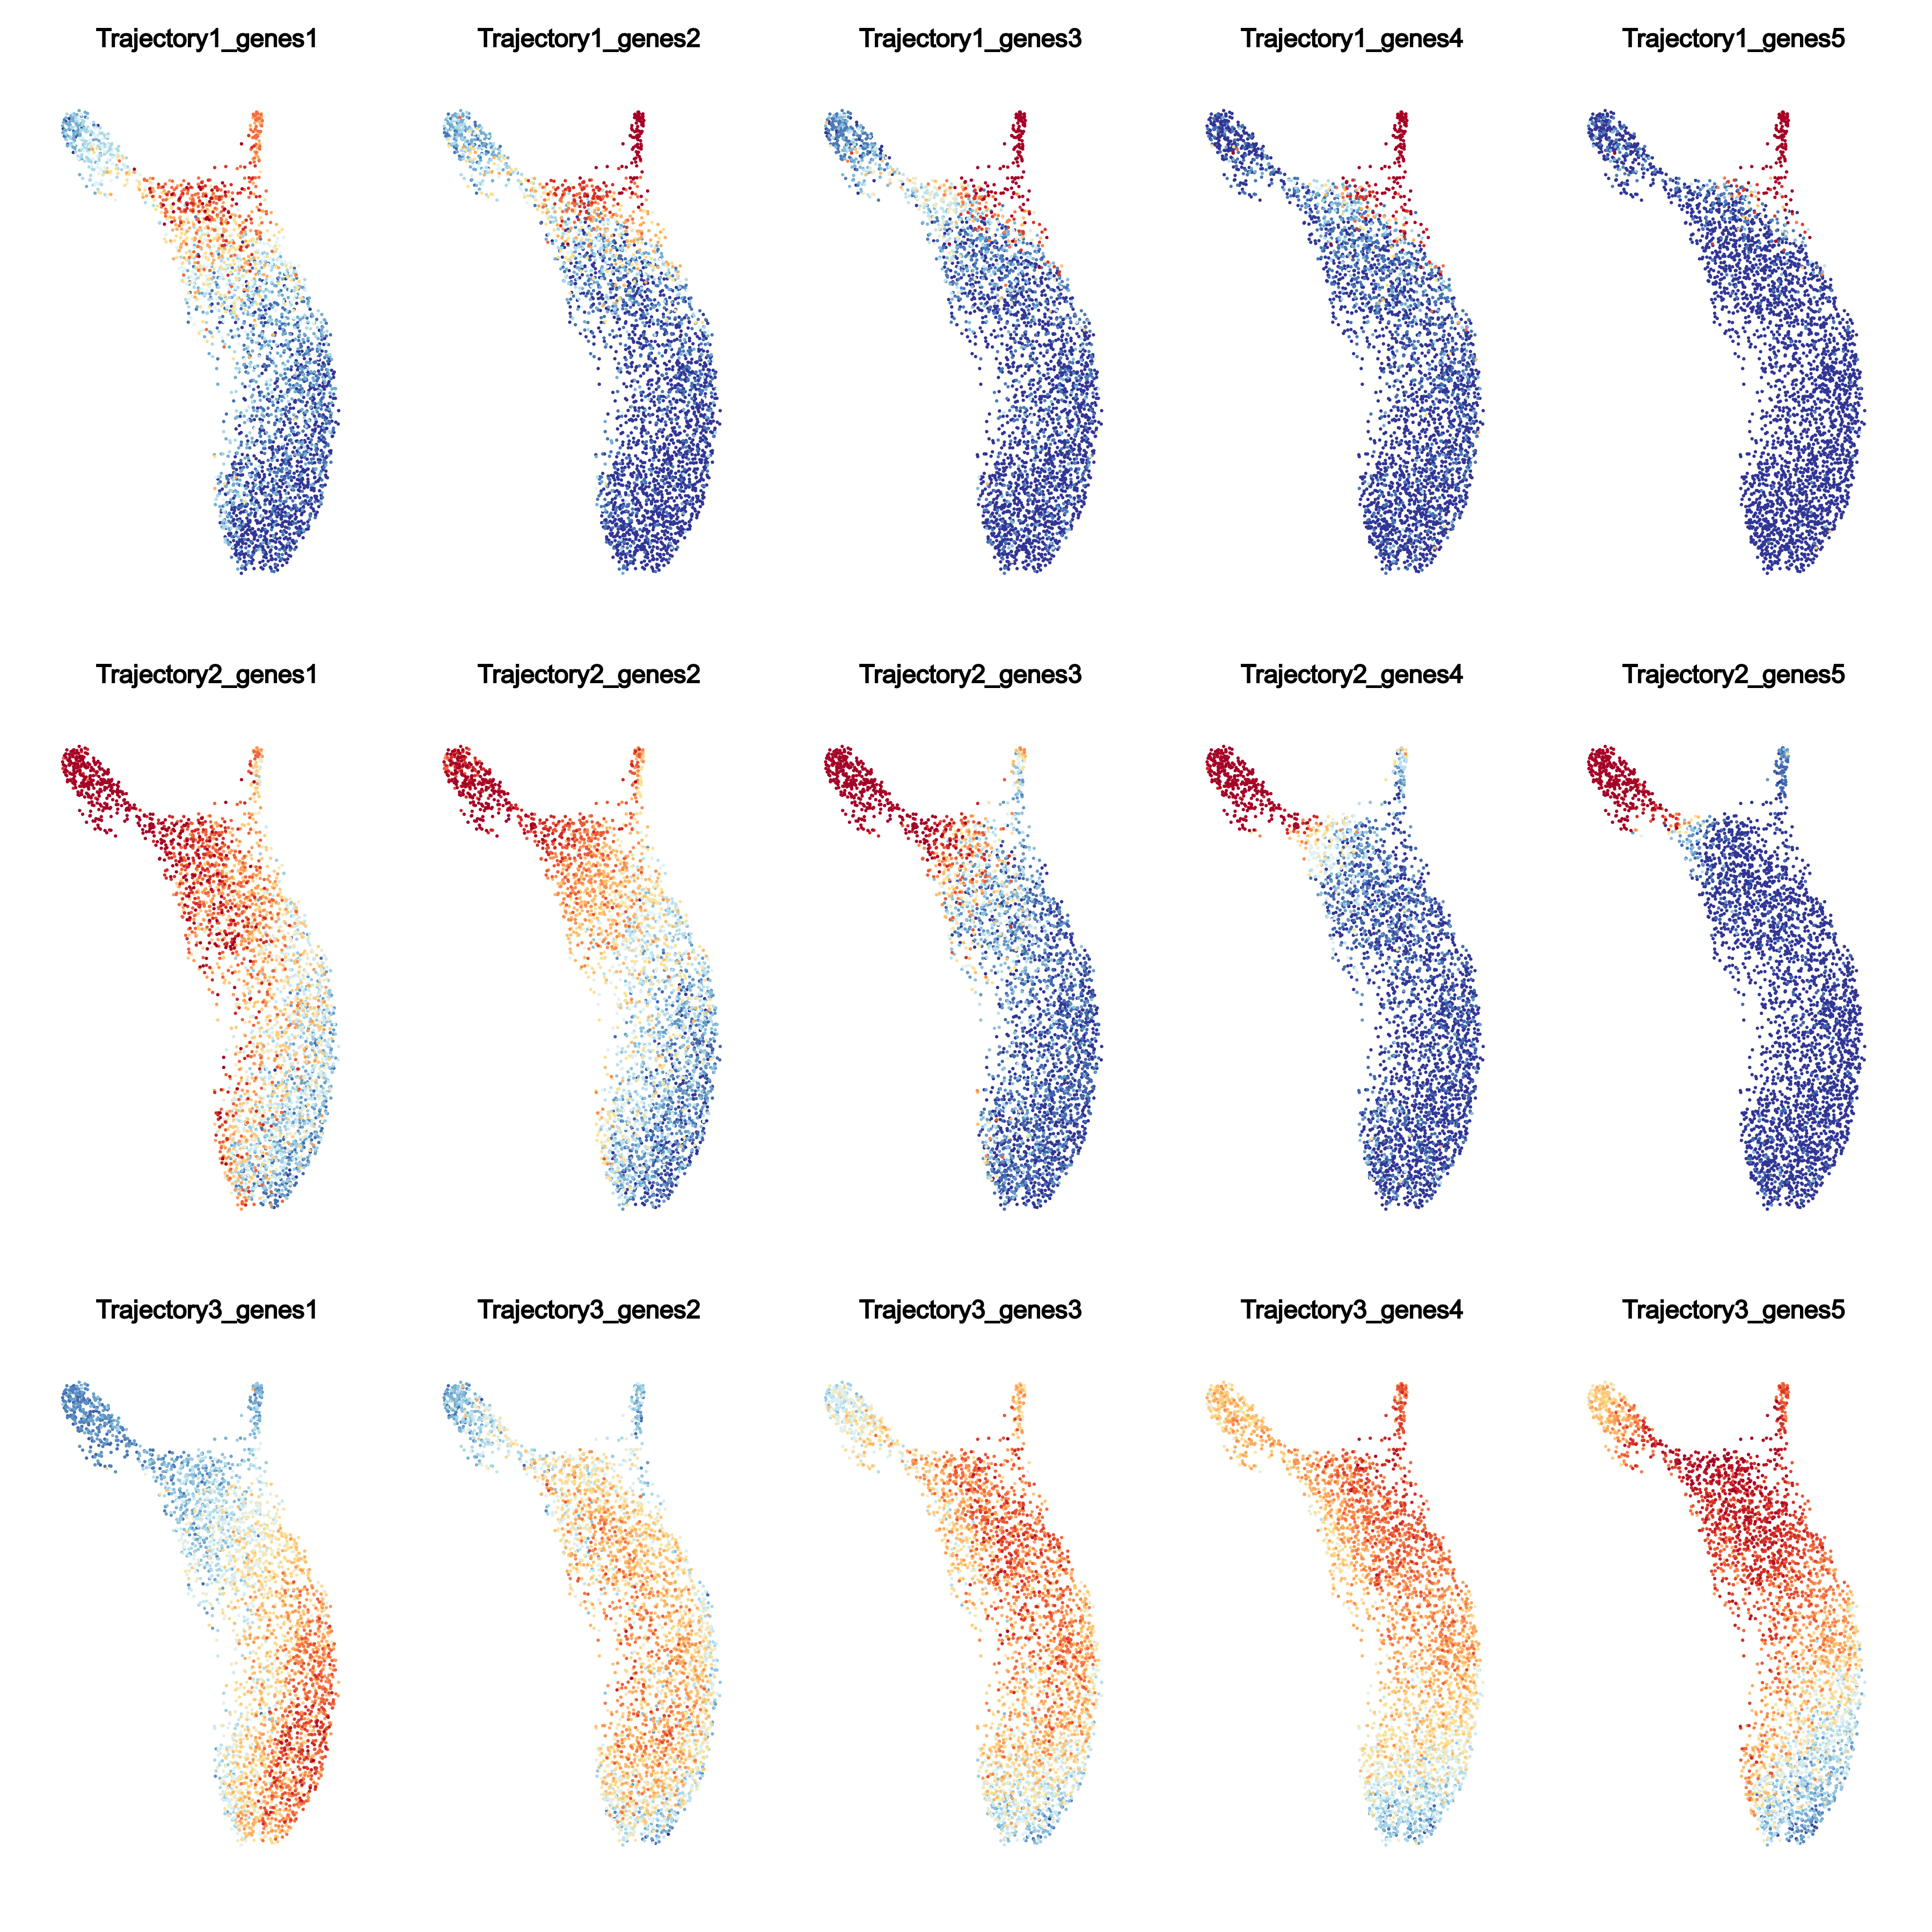 Trajectory1_genes1
Trajectory1_genes2
Trajectory1_genes3
Trajectory1_genes4
Trajectory1_genes5
Trajectory2_genes1
Trajectory2_genes2
Trajectory2_genes3
Trajectory2_genes4
Trajectory2_genes5
Trajectory3_genes1
Trajectory3_genes2
Trajectory3_genes3
Trajectory3_genes4
Trajectory3_genes5